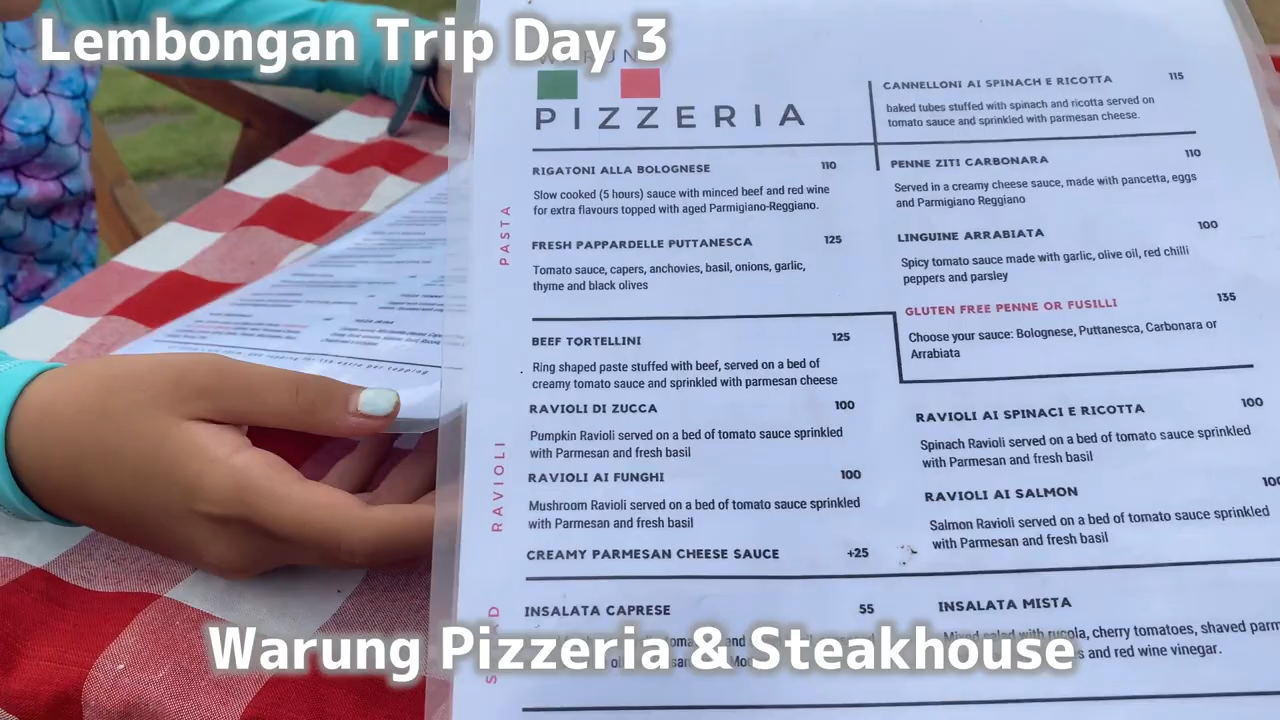 Lembongan Trip Day 3
WARUN
PIZZERIA
PASTA
RIGATONI ALLA BOLOGNESE 110
Slow cooked (5 hours) sauce with minced beef and red wine
for extra flavours topped with aged Parmigiano-Reggiano.
FRESH PAPPARDELLE PUTTANESCA 125
Tomato sauce, capers, anchovies, basil, onions, garlic,
thyme and black olives
CANNELLONI AI SPINACH E RICOTTA 115
baked tubes stuffed with spinach and ricotta served on
tomato sauce and sprinkled with parmesan cheese.
PENNE ZITI CARBONARA 110
Served in a creamy cheese sauce, made with pancetta, eggs
and Parmigiano Reggiano
LINGUINE ARRABIATA 100
Spicy tomato sauce made with garlic, olive oil, red chilli
peppers and parsley
GLUTEN FREE PENNE OR FUSILLI 135
Choose your sauce: Bolognese, Puttanesca, Carbonara or
Arrabiata
RAVIOLI
BEEF TORTELLINI 125
Ring shaped paste stuffed with beef, served on a bed of
creamy tomato sauce and sprinkled with parmesan cheese
RAVIOLI DI ZUCCA 100
Pumpkin Ravioli served on a bed of tomato sauce sprinkled
with Parmesan and fresh basil
RAVIOLI AI FUNGHI 100
Mushroom Ravioli served on a bed of tomato sauce sprinkled
with Parmesan and fresh basil
CREAMY PARMESAN CHEESE SAUCE +25
RAVIOLI AI SPINACI E RICOTTA 100
Spinach Ravioli served on a bed of tomato sauce sprinkled
with Parmesan and fresh basil
RAVIOLI AI SALMON 100
Salmon Ravioli served on a bed of tomato sauce sprinkled
with Parmesan and fresh basil
INSALATA CAPRESE 55
INSALATA MISTA
Mixed salad with rucola, cherry tomatoes, shaved parm
and red wine vinegar.
Warung Pizzeria & Steakhouse